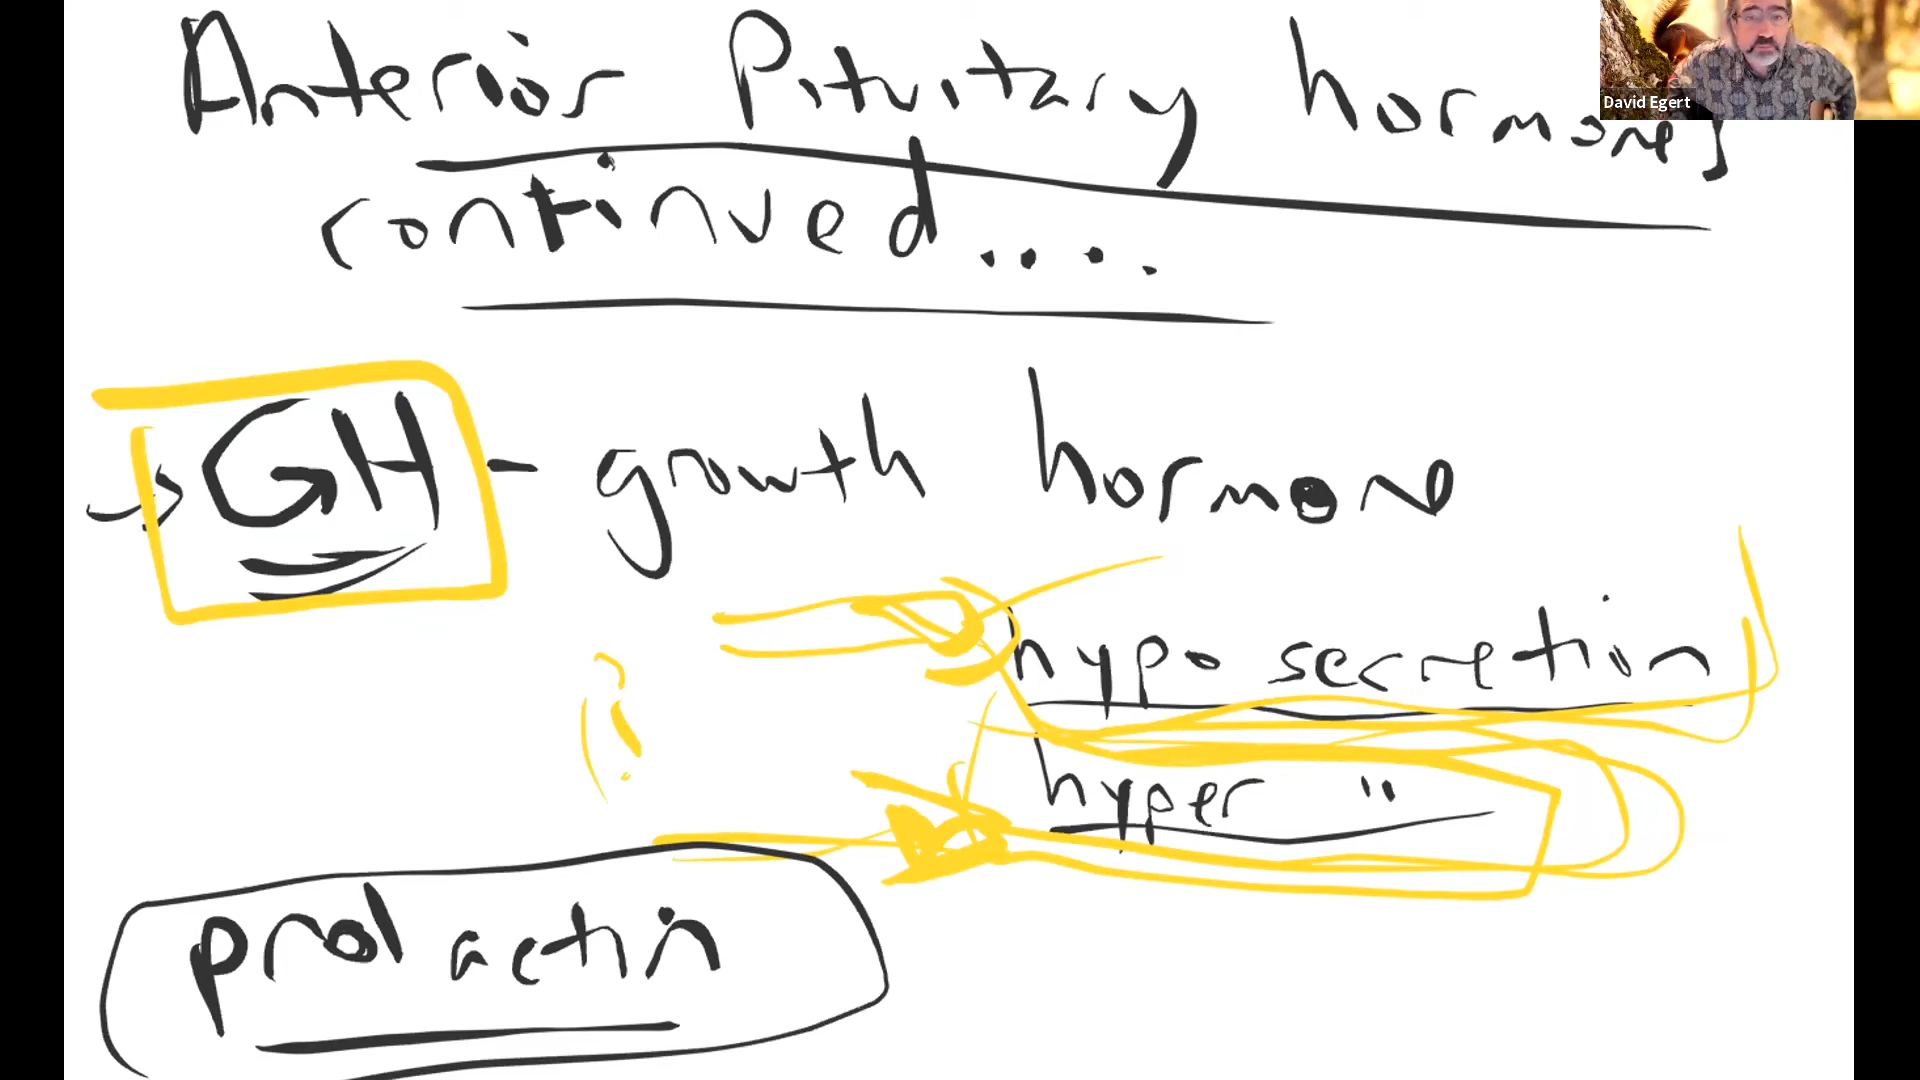 Anterior Pituitary hormones
David Egert
continued....
→ GH - growth hormone
hypo secretion
hyper "
prolactin